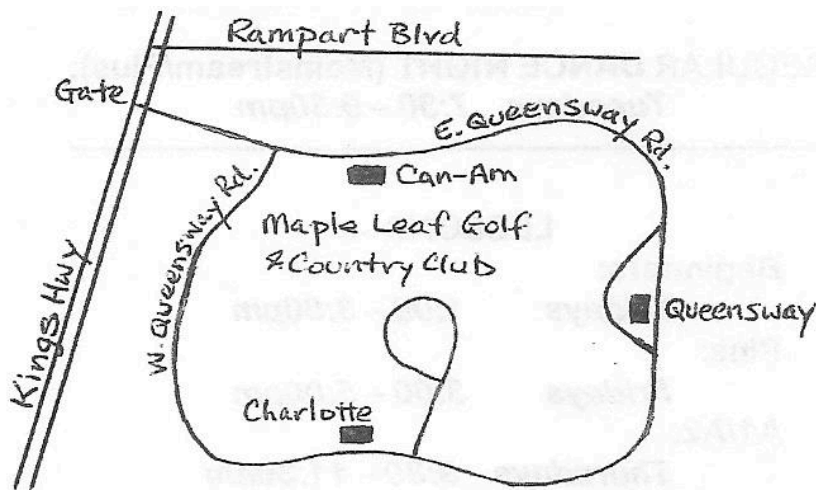 Rampart Blvd
Gate
E. Queensway Rd.
W. Queensway Rd.
Can-Am
Maple Leaf Golf
& Country Club
Kings Hwy
Queensway
Charlotte